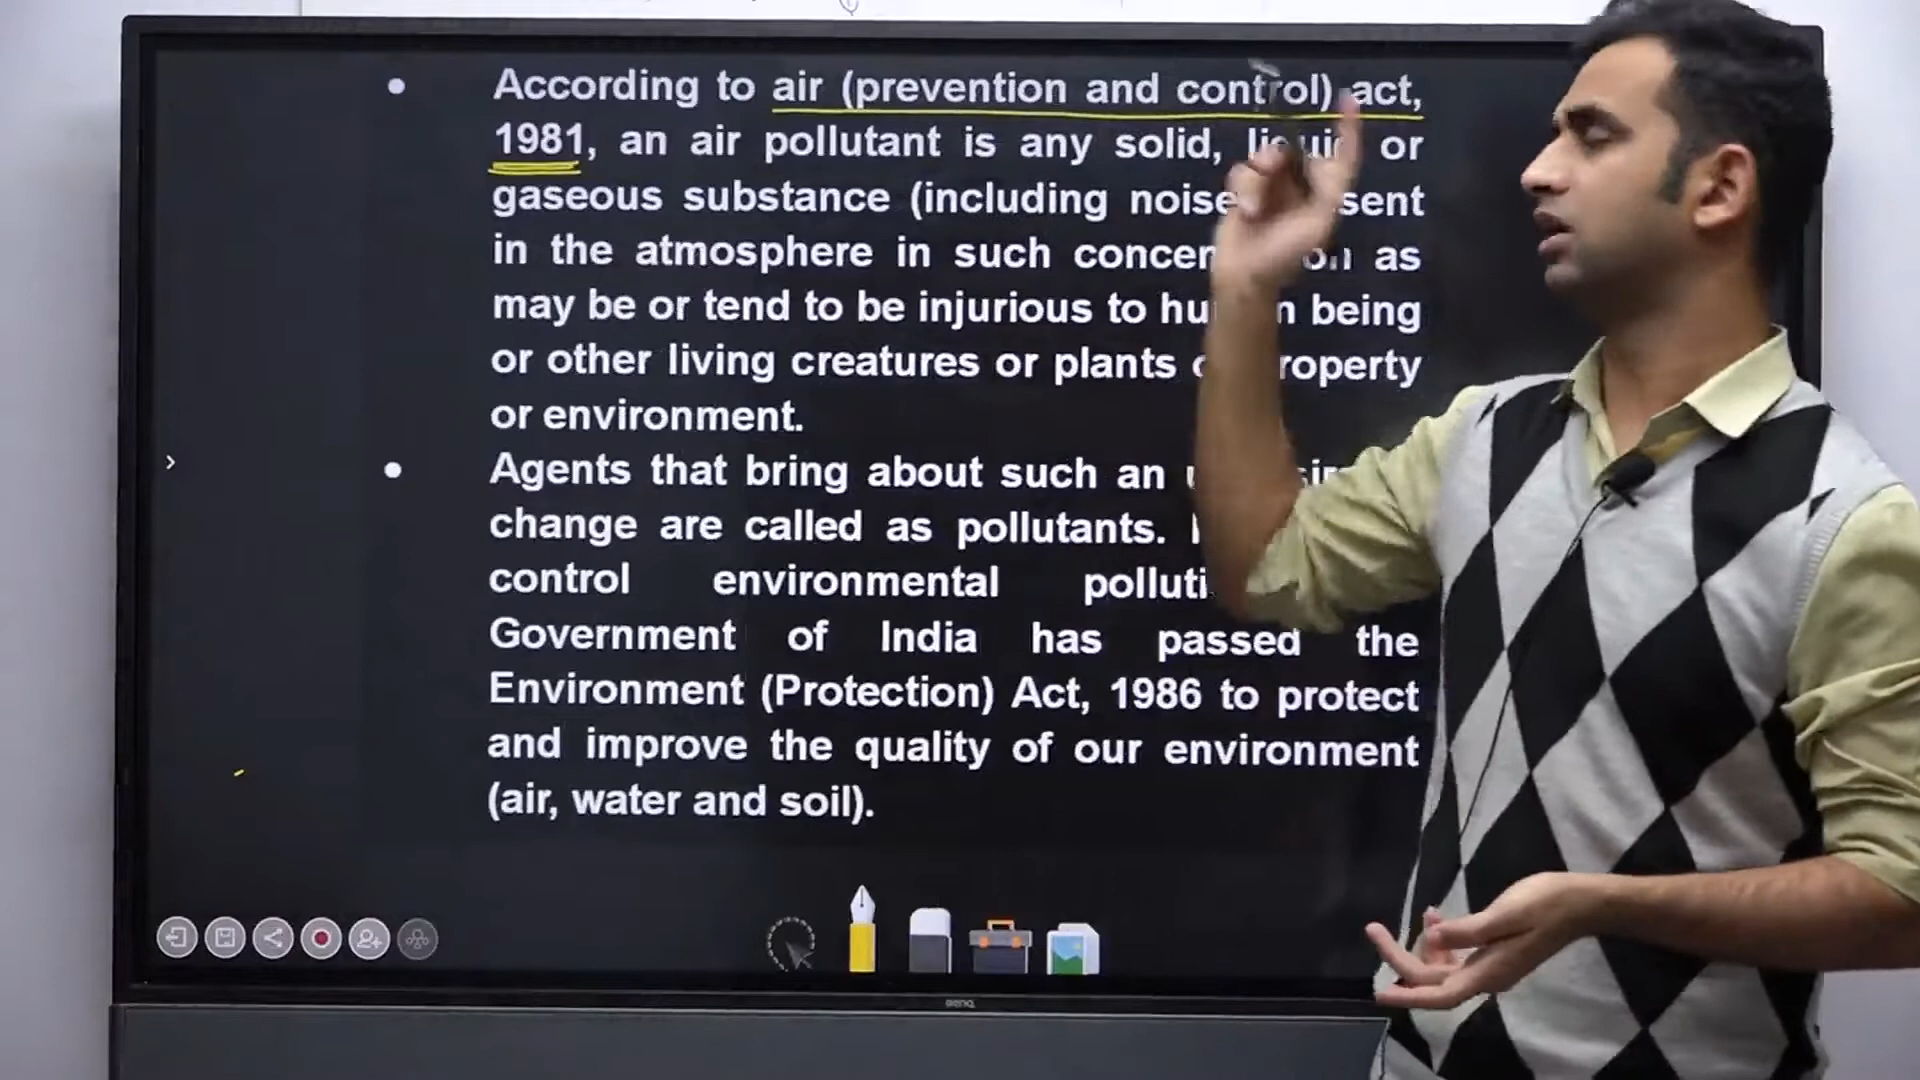 • According to air (prevention and control) act,
1981, an air pollutant is any solid, liquid or
gaseous substance (including noise
in the atmosphere in such as
may be or tend to be injurious to being
or other living creatures or plants property
or environment.
• Agents that bring about such an
change are called as pollutants.
control environmental
Government of India has passed the
Environment (Protection) Act, 1986 to protect
and improve the quality of our environment
(air, water and soil).
BenQ